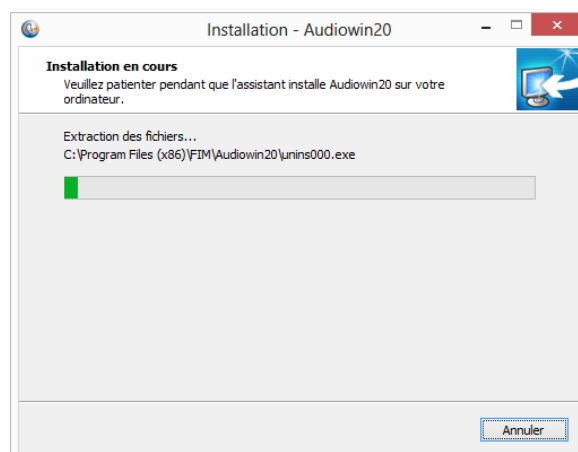 Installation - Audiowin20
Installation en cours
Veuillez patienter pendant que l'assistant installe Audiowin20 sur votre
ordinateur.
Extraction des fichiers...
C:\Program Files (x86)\FIM\Audiowin20\unins000.exe
Annuler